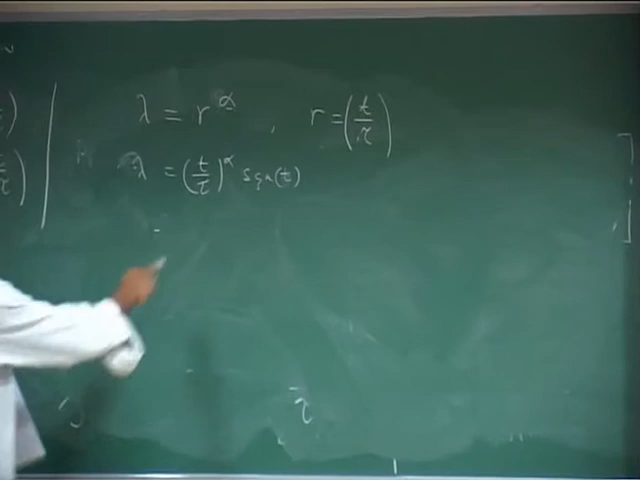 λ = r^α , r = (t/τ)
λ = (t/τ)^α sgn(t)
τ